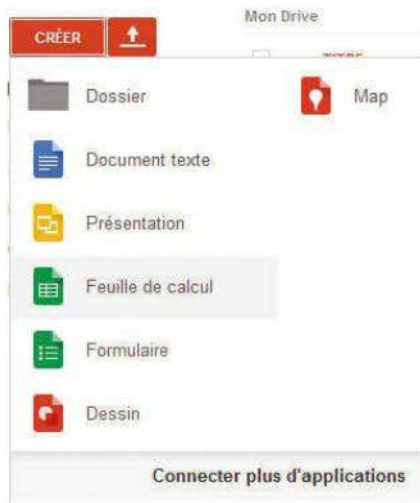 Mon Drive
CRÉER
Dossier
Map
Document texte
Présentation
Feuille de calcul
Formulaire
Dessin
Connecter plus d'applications